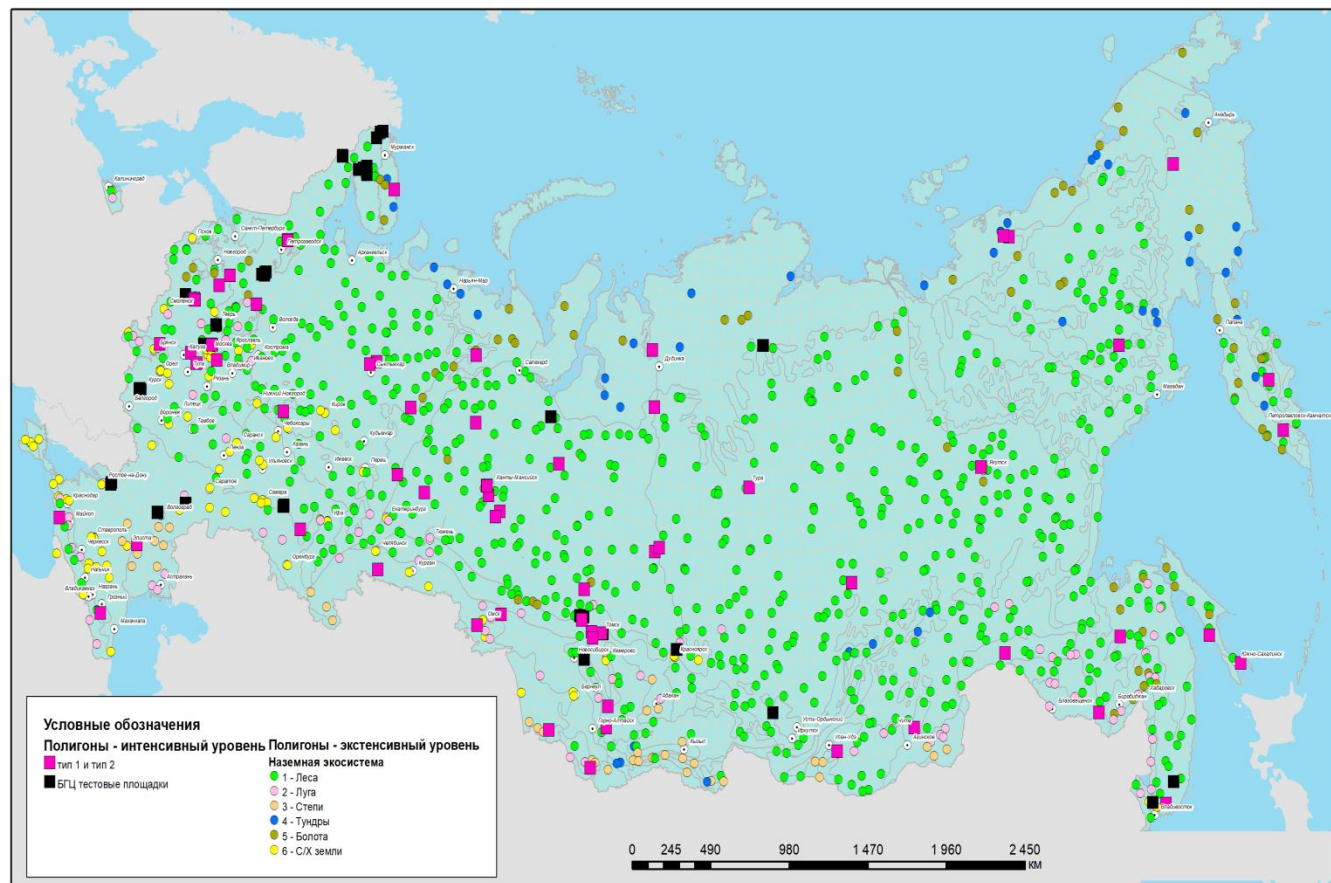 Анадырь
Мурманск
Калининград
Псков
Санкт-Петербург
Петрозаводск
Новгород
Архангельск
Нарьян-Мар
Смоленск
Тверь
Вологда
Палана
Брянск
Калуга
Москва
Ярославль
Кострома
Орел
Тула
Владимир
Иваново
Сыктывкар
Салехард
Дудинка
Магадан
Курск
Рязань
Белгород
Липецк
Нижний Новгород
Киров
Петропавловск-Камчатский
Воронеж
Тамбов
Чебоксары
Саранск
Пенза
Казань
Кудымкар
Ульяновск
Ижевск
Пермь
Якутск
Ростов-на-Дону
Саратов
Ханты-Мансийск
Тура
Краснодар
Самара
Майкоп
Волгоград
Уфа
Екатеринбург
Ставрополь
Элиста
Тюмень
Черкесск
Челябинск
Оренбург
Курган
Нальчик
Астрахань
Владикавказ
Назрань
Грозный
Омск
Томск
Махачкала
Новосибирск
Кемерово
Красноярск
Южно-Сахалинск
Барнаул
Абакан
Хабаровск
Биробиджан
Благовещенск
Горно-Алтайск
Кызыл
Усть-Ордынский
Иркутск
Улан-Удэ
Чита
Агинское
Владивосток
Условные обозначения
Полигоны - интенсивный уровень
тип 1 и тип 2
БГЦ тестовые площадки
Полигоны - экстенсивный уровень
Наземная экосистема
1 - Леса
2 - Луга
3 - Степи
4 - Тундры
5 - Болота
6 - С/Х земли
0 245 490 980 1 470 1 960 2 450
КМ